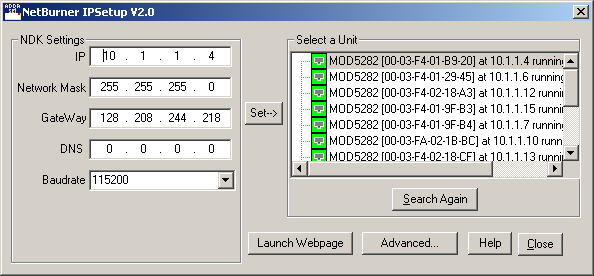 NetBurner IPSetup V2.0
NDK Settings
IP 10 . 1 . 1 . 4
Network Mask 255 . 255 . 255 . 0
GateWay 128 . 208 . 244 . 218
DNS 0 . 0 . 0 . 0
Baudrate 115200
Set-->
Select a Unit
MOD5282 [00-03-F4-01-B9-20] at 10.1.1.4 running
MOD5282 [00-03-F4-01-29-45] at 10.1.1.6 running
MOD5282 [00-03-F4-02-18-A3] at 10.1.1.12 runnin
MOD5282 [00-03-F4-01-9F-B3] at 10.1.1.15 runnin
MOD5282 [00-03-F4-01-9F-B4] at 10.1.1.7 running
MOD5282 [00-03-FA-02-1B-BC] at 10.1.1.10 runnin
MOD5282 [00-03-F4-02-18-CF] at 10.1.1.13 runnin
Search Again
Launch Webpage
Advanced...
Help
Close